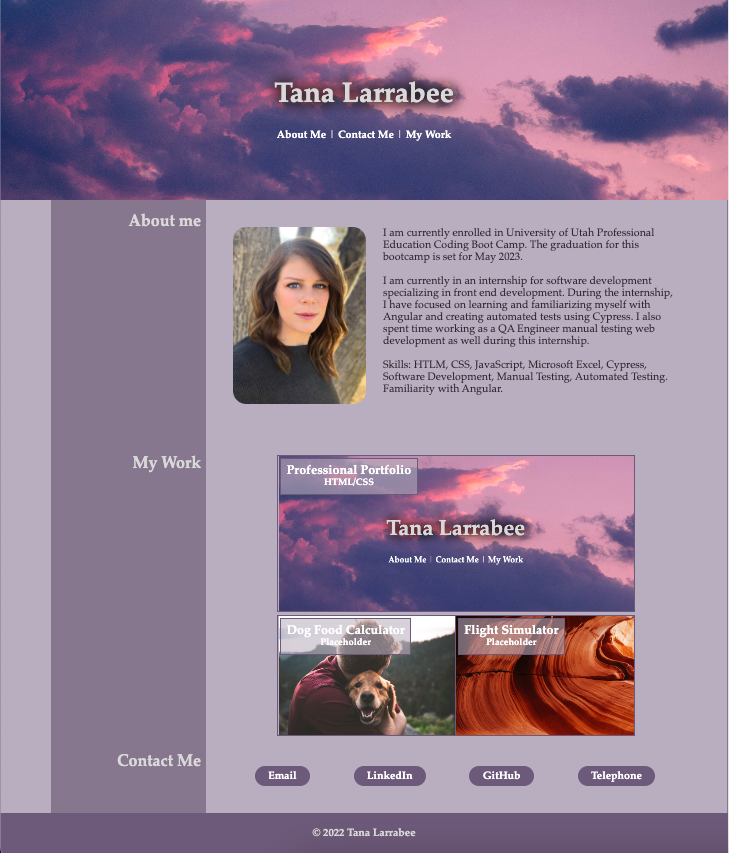 Tana Larrabee
About Me | Contact Me | My Work
About me
I am currently enrolled in University of Utah Professional
Education Coding Boot Camp. The graduation for this
bootcamp is set for May 2023.
I am currently in an internship for software development
specializing in front end development. During the internship,
I have focused on learning and familiarizing myself with
Angular and creating automated tests using Cypress. I also
spent time working as a QA Engineer manual testing web
development as well during this internship.
Skills: HTLM, CSS, JavaScript, Microsoft Excel, Cypress,
Software Development, Manual Testing, Automated Testing.
Familiarity with Angular.
My Work
Professional Portfolio
HTML/CSS
Tana Larrabee
About Me | Contact Me | My Work
Dog Food Calculator
Placeholder
Flight Simulator
Placeholder
Contact Me
Email
LinkedIn
GitHub
Telephone
© 2022 Tana Larrabee